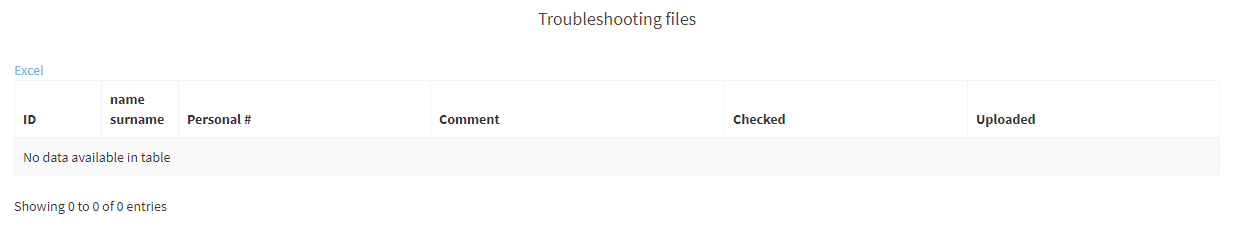 Troubleshooting files
Excel
ID
name
surname
Personal #
Comment
Checked
Uploaded
No data available in table
Showing 0 to 0 of 0 entries